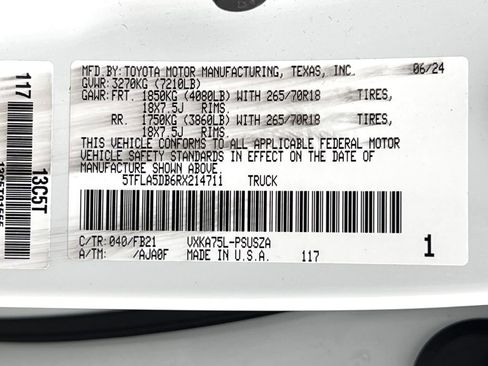 MFD. BY: TOYOTA MOTOR MANUFACTURING, TEXAS, INC. 06/24
GVWR: 3270KG (7210LB)
GAWR: FRT. 1850KG (4080LB) WITH 265/70R18 TIRES,
18X7.5J RIMS.
RR. 1750KG (3860LB) WITH 265/70R18 TIRES,
18X7.5J RIMS.
THIS VEHICLE CONFORMS TO ALL APPLICABLE FEDERAL MOTOR
VEHICLE SAFETY STANDARDS IN EFFECT ON THE DATE OF
MANUFACTURE SHOWN ABOVE.
5TFLA5DB6RX214711 TRUCK
C/TR: 040/FB21 VXKA75L-PSUSZA
A/TM: /AJA0F MADE IN U.S.A. 117 1
117
13C5T